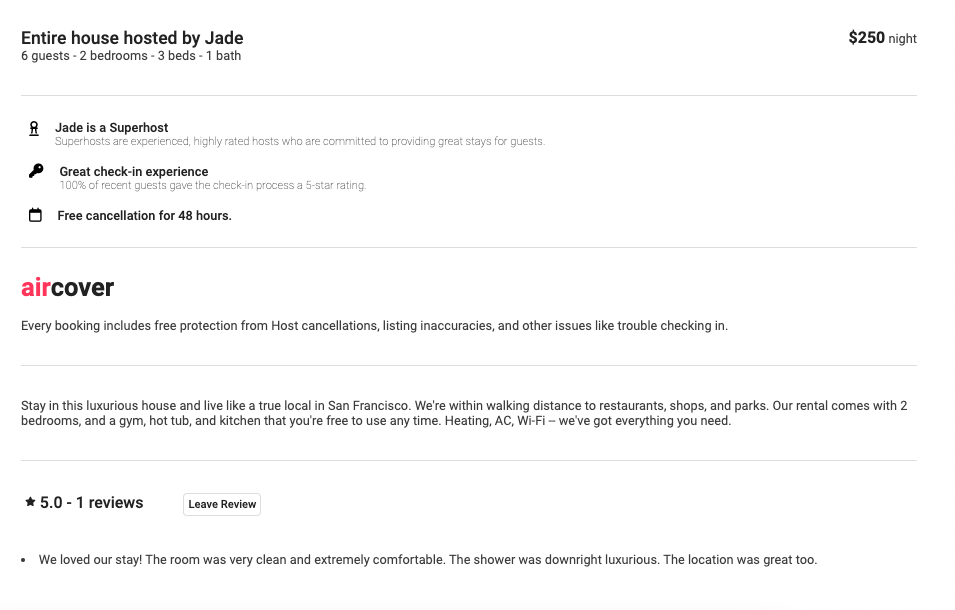 Entire house hosted by Jade
$250 night
6 guests - 2 bedrooms - 3 beds - 1 bath
Jade is a Superhost
Superhosts are experienced, highly rated hosts who are committed to providing great stays for guests.
Great check-in experience
100% of recent guests gave the check-in process a 5-star rating.
Free cancellation for 48 hours.
aircover
Every booking includes free protection from Host cancellations, listing inaccuracies, and other issues like trouble checking in.
Stay in this luxurious house and live like a true local in San Francisco. We're within walking distance to restaurants, shops, and parks. Our rental comes with 2
bedrooms, and a gym, hot tub, and kitchen that you're free to use any time. Heating, AC, Wi-Fi -- we've got everything you need.
5.0 - 1 reviews
Leave Review
• We loved our stay! The room was very clean and extremely comfortable. The shower was downright luxurious. The location was great too.